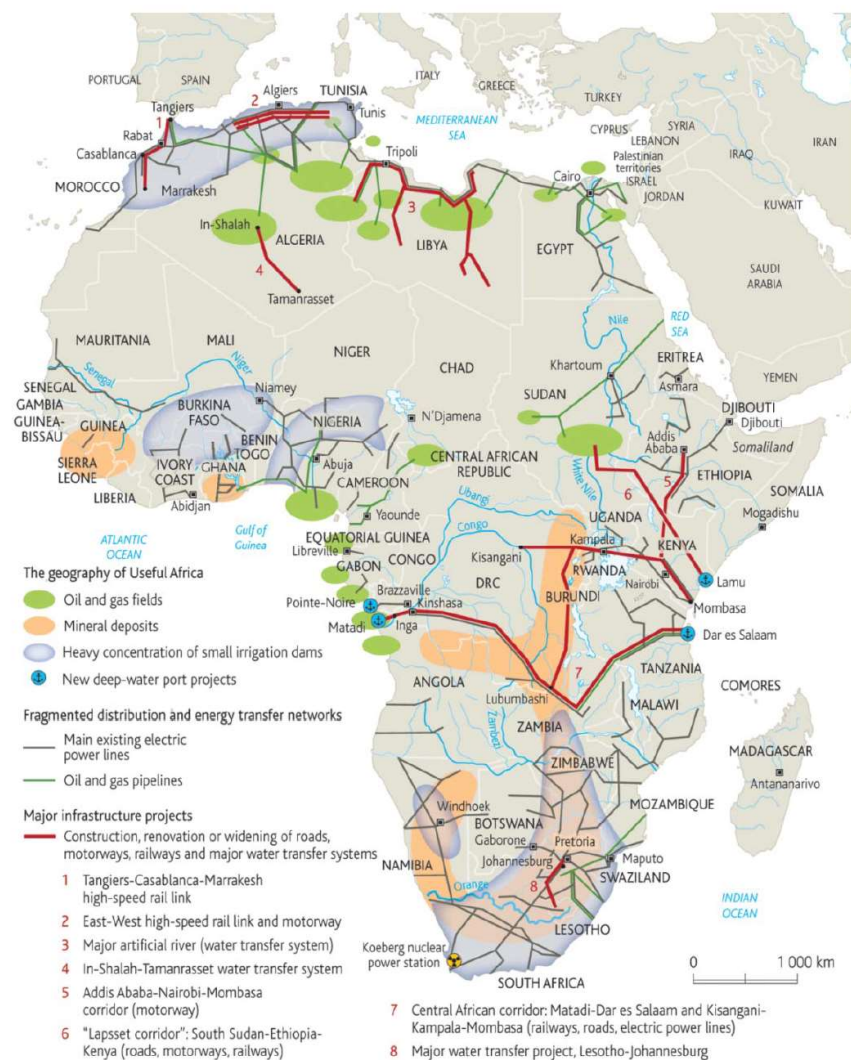 PORTUGAL
SPAIN
ITALY
GREECE
TURKEY
CYPRUS
SYRIA
LEBANON
IRAQ
IRAN
Palestinian
territories
ISRAEL
JORDAN
KUWAIT
SAUDI
ARABIA
YEMEN
MEDITERRANEAN
SEA
RED
SEA
Tangiers
1
Rabat
Casablanca
MOROCCO
Marrakesh
2
Algiers
TUNISIA
Tunis
Tripoli
3
Cairo
In-Shalah
ALGERIA
4
Tamanrasset
LIBYA
EGYPT
MAURITANIA
MALI
NIGER
CHAD
SUDAN
Nile
Khartoum
ERITREA
Asmara
DJIBOUTI
Djibouti
Somaliland
Senegal
Niger
Niamey
SENEGAL
GAMBIA
GUINEA-
BISSAU
GUINEA
SIERRA
LEONE
LIBERIA
BURKINA
FASO
IVORY
COAST
GHANA
Abidjan
BENIN
TOGO
NIGERIA
Abuja
N'Djamena
CAMEROON
Yaounde
CENTRAL AFRICAN
REPUBLIC
White Nile
Addis
Ababa
5
ETHIOPIA
6
SOMALIA
Mogadishu
ATLANTIC
OCEAN
Gulf of
Guinea
EQUATORIAL GUINEA
Libreville
GABON
CONGO
Ubangi
Congo
Kisangani
DRC
UGANDA
Kampala
KENYA
RWANDA
Nairobi
BURUNDI
Lamu
Mombasa
Brazzaville
Pointe-Noire
Kinshasa
Matadi
Inga
Dar es Salaam
7
TANZANIA
ANGOLA
Lubumbashi
ZAMBIA
Zambezi
MALAWI
COMORES
ZIMBABWE
MOZAMBIQUE
MADAGASCAR
Antananarivo
Windhoek
BOTSWANA
Gaborone
Pretoria
Johannesburg
Maputo
SWAZILAND
NAMIBIA
Orange
8
LESOTHO
Koeberg nuclear
power station
SOUTH AFRICA
INDIAN
OCEAN
0 1 000 km
The geography of Useful Africa
Oil and gas fields
Mineral deposits
Heavy concentration of small irrigation dams
New deep-water port projects
Fragmented distribution and energy transfer networks
Main existing electric
power lines
Oil and gas pipelines
Major infrastructure projects
Construction, renovation or widening of roads,
motorways, railways and major water transfer systems
1 Tangiers-Casablanca-Marrakesh
high-speed rail link
2 East-West high-speed rail link and motorway
3 Major artificial river (water transfer system)
4 In-Shalah-Tamanrasset water transfer system
5 Addis Ababa-Nairobi-Mombasa
corridor (motorway)
6 "Lapsset corridor": South Sudan-Ethiopia-
Kenya (roads, motorways, railways)
7 Central African corridor: Matadi-Dar es Salaam and Kisangani-
Kampala-Mombasa (railways, roads, electric power lines)
8 Major water transfer project, Lesotho-Johannesburg